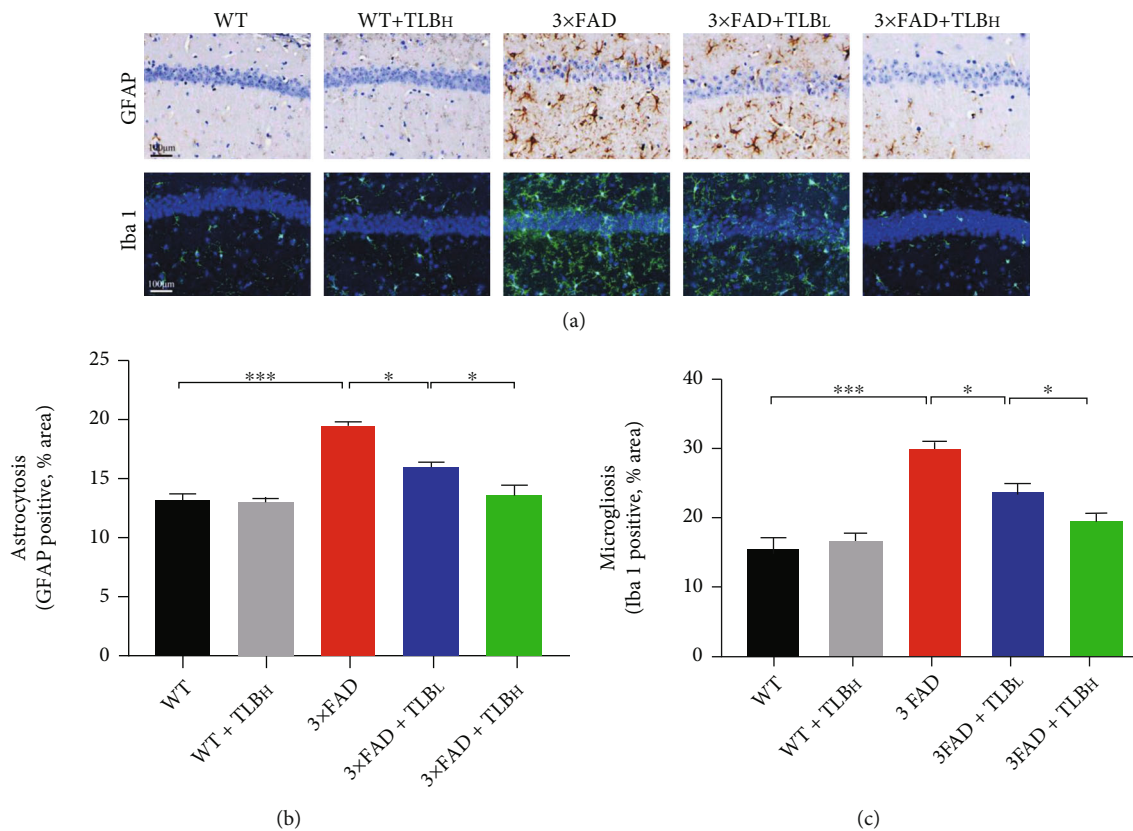 WT WT+TLBH 3×FAD 3×FAD+TLBL 3×FAD+TLBH
GFAP
100μm
Iba 1
100μm
(a)
Astrocytosis
(GFAP positive, % area)
25
20
15
10
5
0
*** * *
WT
WT + TLBH
3×FAD
3×FAD + TLBL
3×FAD + TLBH
(b)
Microgliosis
(Iba 1 positive, % area)
40
30
20
10
0
*** * *
WT
WT + TLBH
3 FAD
3FAD + TLBL
3FAD + TLBH
(c)